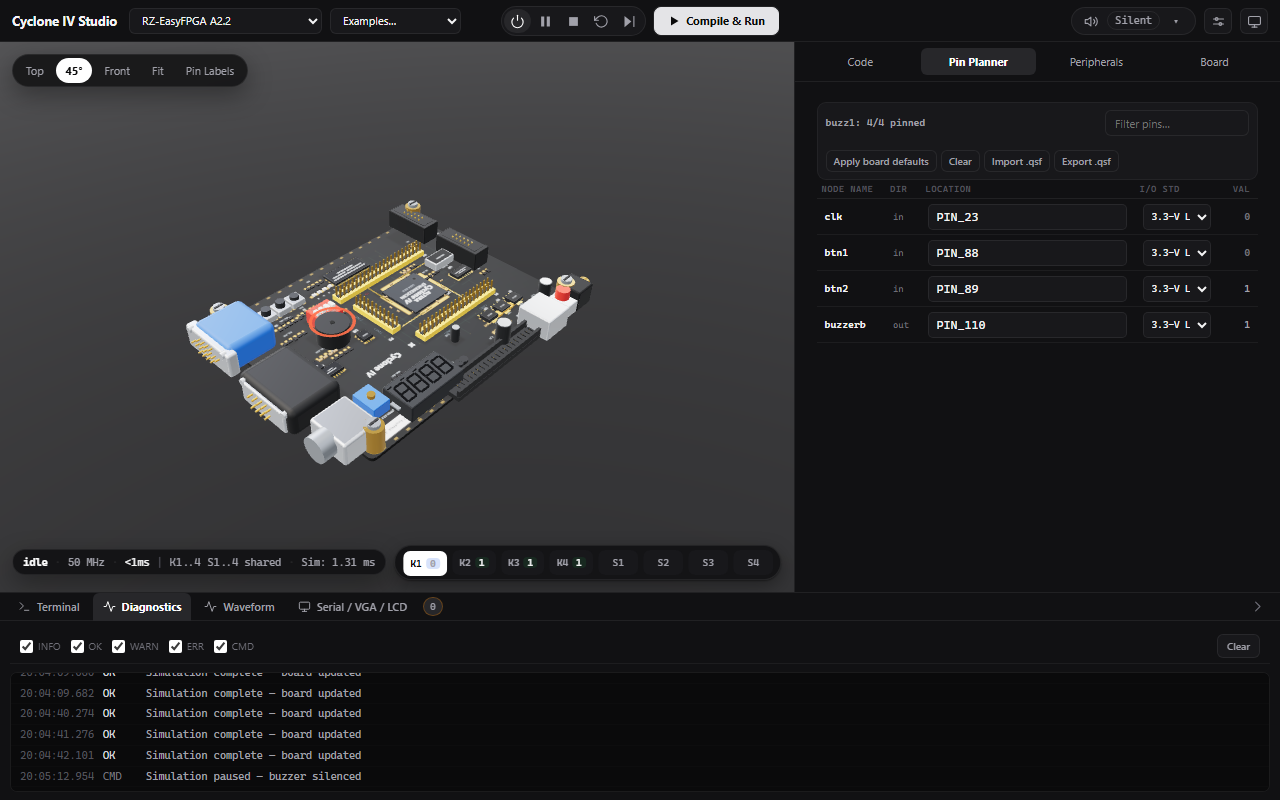 Cyclone IV Studio
RZ-EasyFPGA A2.2
Examples...
Compile & Run
Silent
Top
45°
Front
Fit
Pin Labels
Code
Pin Planner
Peripherals
Board
buzz1: 4/4 pinned
Filter pins...
Apply board defaults
Clear
Import .qsf
Export .qsf
NODE NAME DIR LOCATION I/O STD VAL
clk in PIN_23 3.3-V L 0
btn1 in PIN_88 3.3-V L 0
btn2 in PIN_89 3.3-V L 1
buzzerb out PIN_110 3.3-V L 1
Cyclone IV
idle · 50 MHz · <1ms | K1..4 S1..4 shared · Sim: 1.31 ms
K1 0
K2 1
K3 1
K4 1
S1
S2
S3
S4
Terminal
Diagnostics
Waveform
Serial / VGA / LCD
0
INFO
OK
WARN
ERR
CMD
Clear
Simulation complete — board updated
20:04:09.682 OK Simulation complete — board updated
20:04:40.274 OK Simulation complete — board updated
20:04:41.276 OK Simulation complete — board updated
20:04:42.101 OK Simulation complete — board updated
20:05:12.954 CMD Simulation paused — buzzer silenced